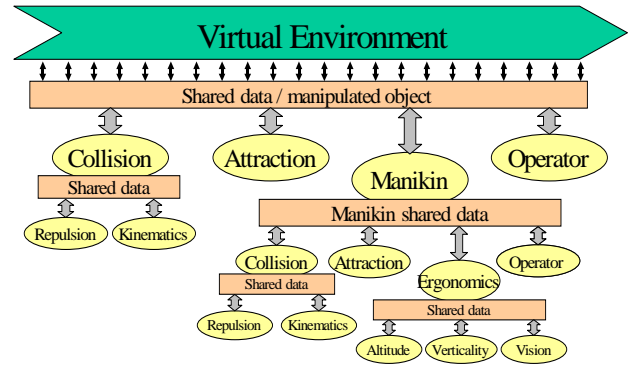 Virtual Environment
Shared data / manipulated object
Collision
Attraction
Manikin
Operator
Shared data
Repulsion
Kinematics
Manikin shared data
Collision
Attraction
Ergonomics
Operator
Shared data
Repulsion
Kinematics
Shared data
Altitude
Verticality
Vision